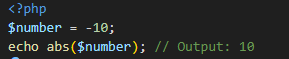 <?php
$number = -10;
echo abs($number); // Output: 10